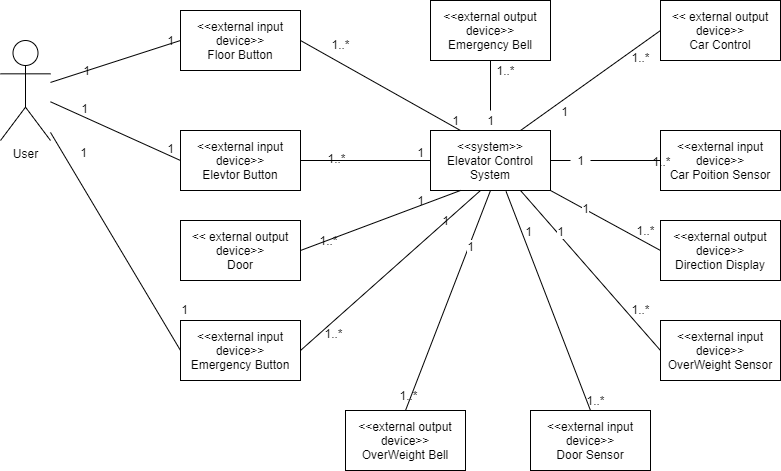 <<external input
device>>
Floor Button
<<external output
device>>
Emergency Bell
<< external output
device>>
Car Control
1
1
1..*
1..*
1..*
1
1
1
User
1
1
<<external input
device>>
Elevtor Button
1..*
1
<<system>>
Elevator Control
System
1
1..*
<<external input
device>>
Car Poition Sensor
1
<< external output
device>>
Door
1..*
1
1
1
1
1
1
1..*
<<external output
device>>
Direction Display
1
<<external input
device>>
Emergency Button
1..*
1..*
<<external input
device>>
OverWeight Sensor
1..*
1..*
<<external output
device>>
OverWeight Bell
<<external input
device>>
Door Sensor